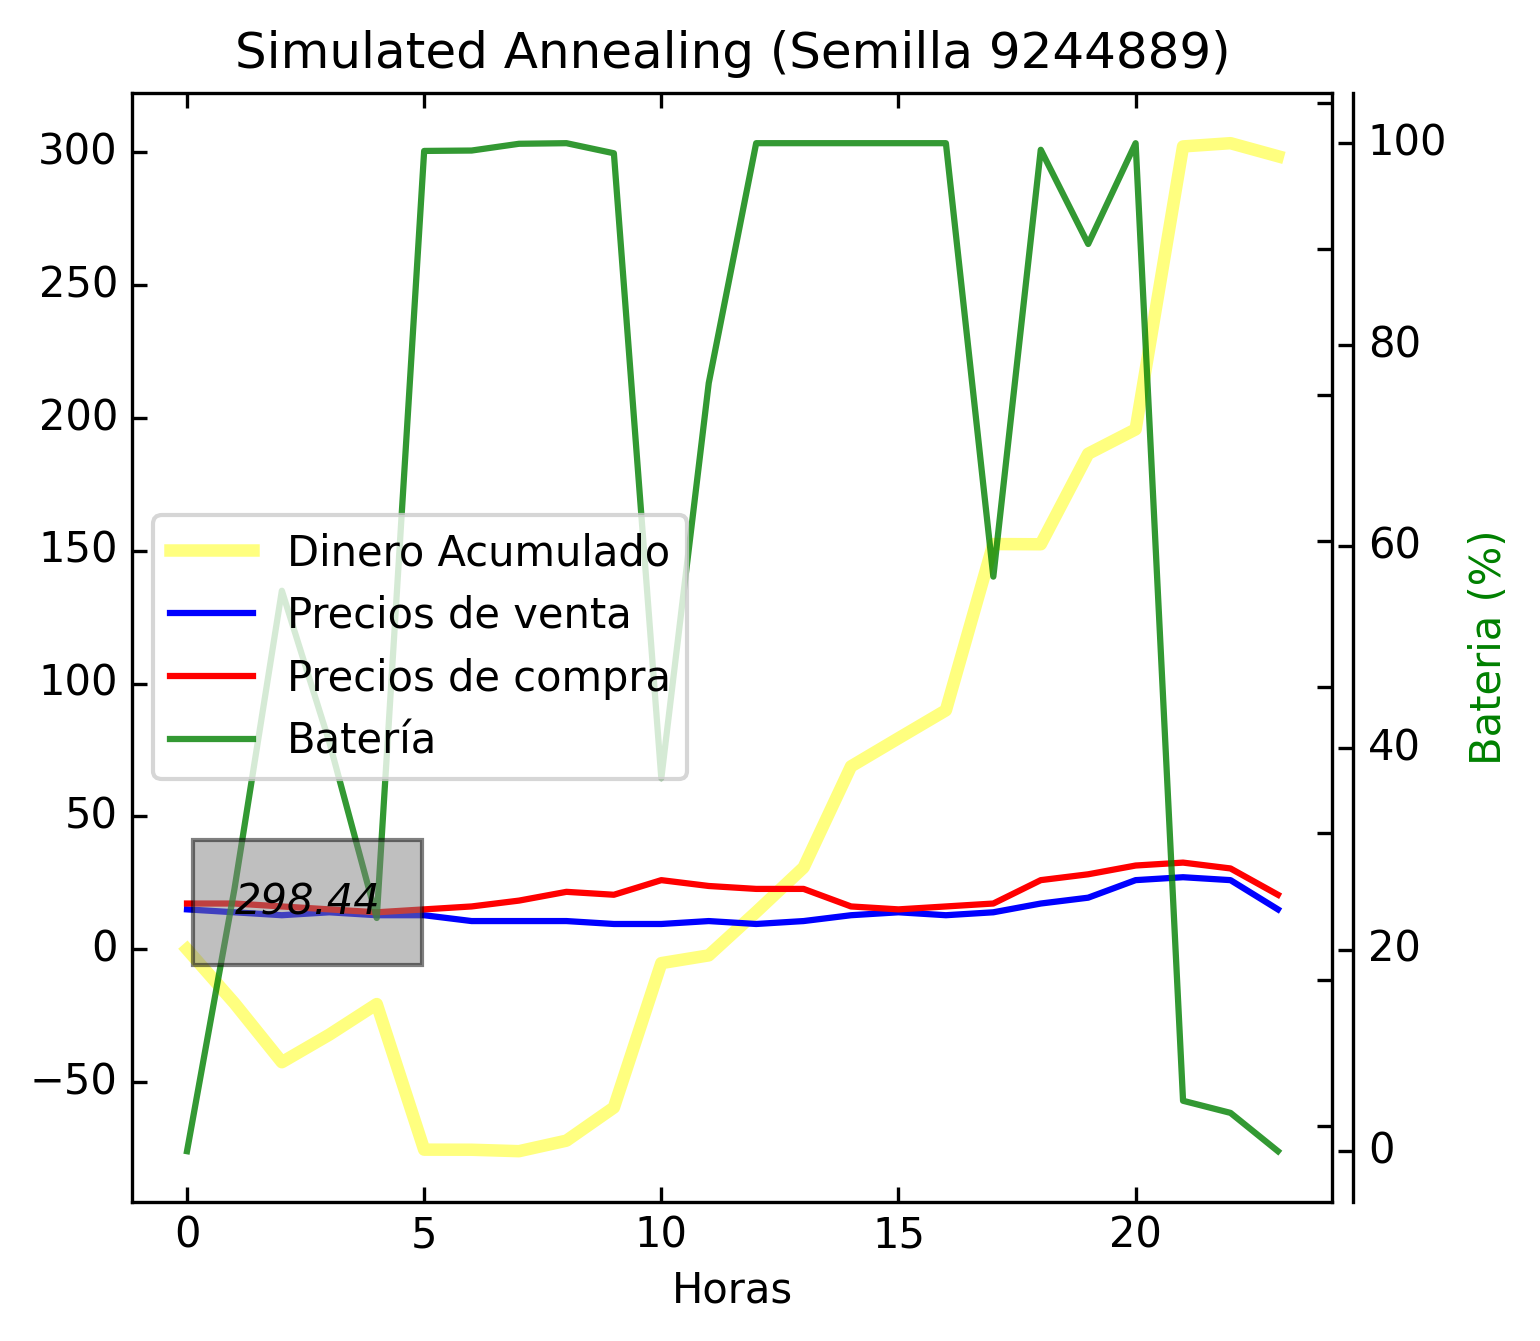 Simulated Annealing (Semilla 9244889)
300
250
200
150
100
50
0
−50
Dinero Acumulado
Precios de venta
Precios de compra
Batería
298.44
100
80
60
40
20
0
Bateria (%)
0 5 10 15 20
Horas